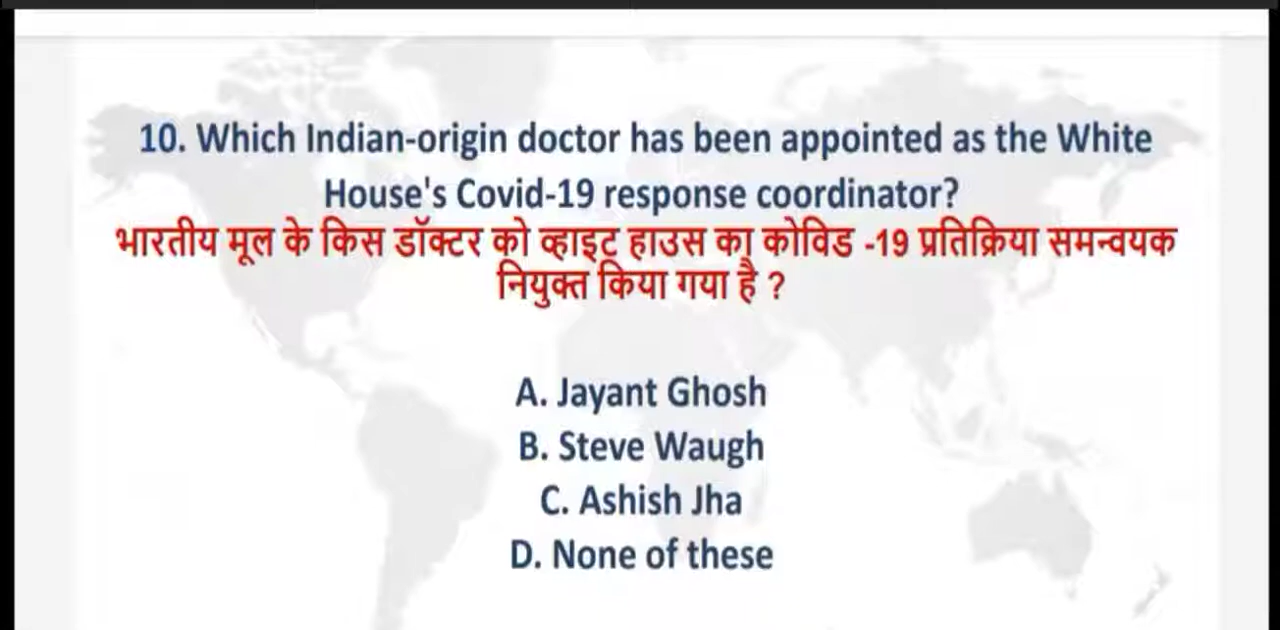 10. Which Indian-origin doctor has been appointed as the White
House's Covid-19 response coordinator?
भारतीय मूल के किस डॉक्टर को व्हाइट हाउस का कोविड -19 प्रतिक्रिया समन्वयक
नियुक्त किया गया है ?
A. Jayant Ghosh
B. Steve Waugh
C. Ashish Jha
D. None of these